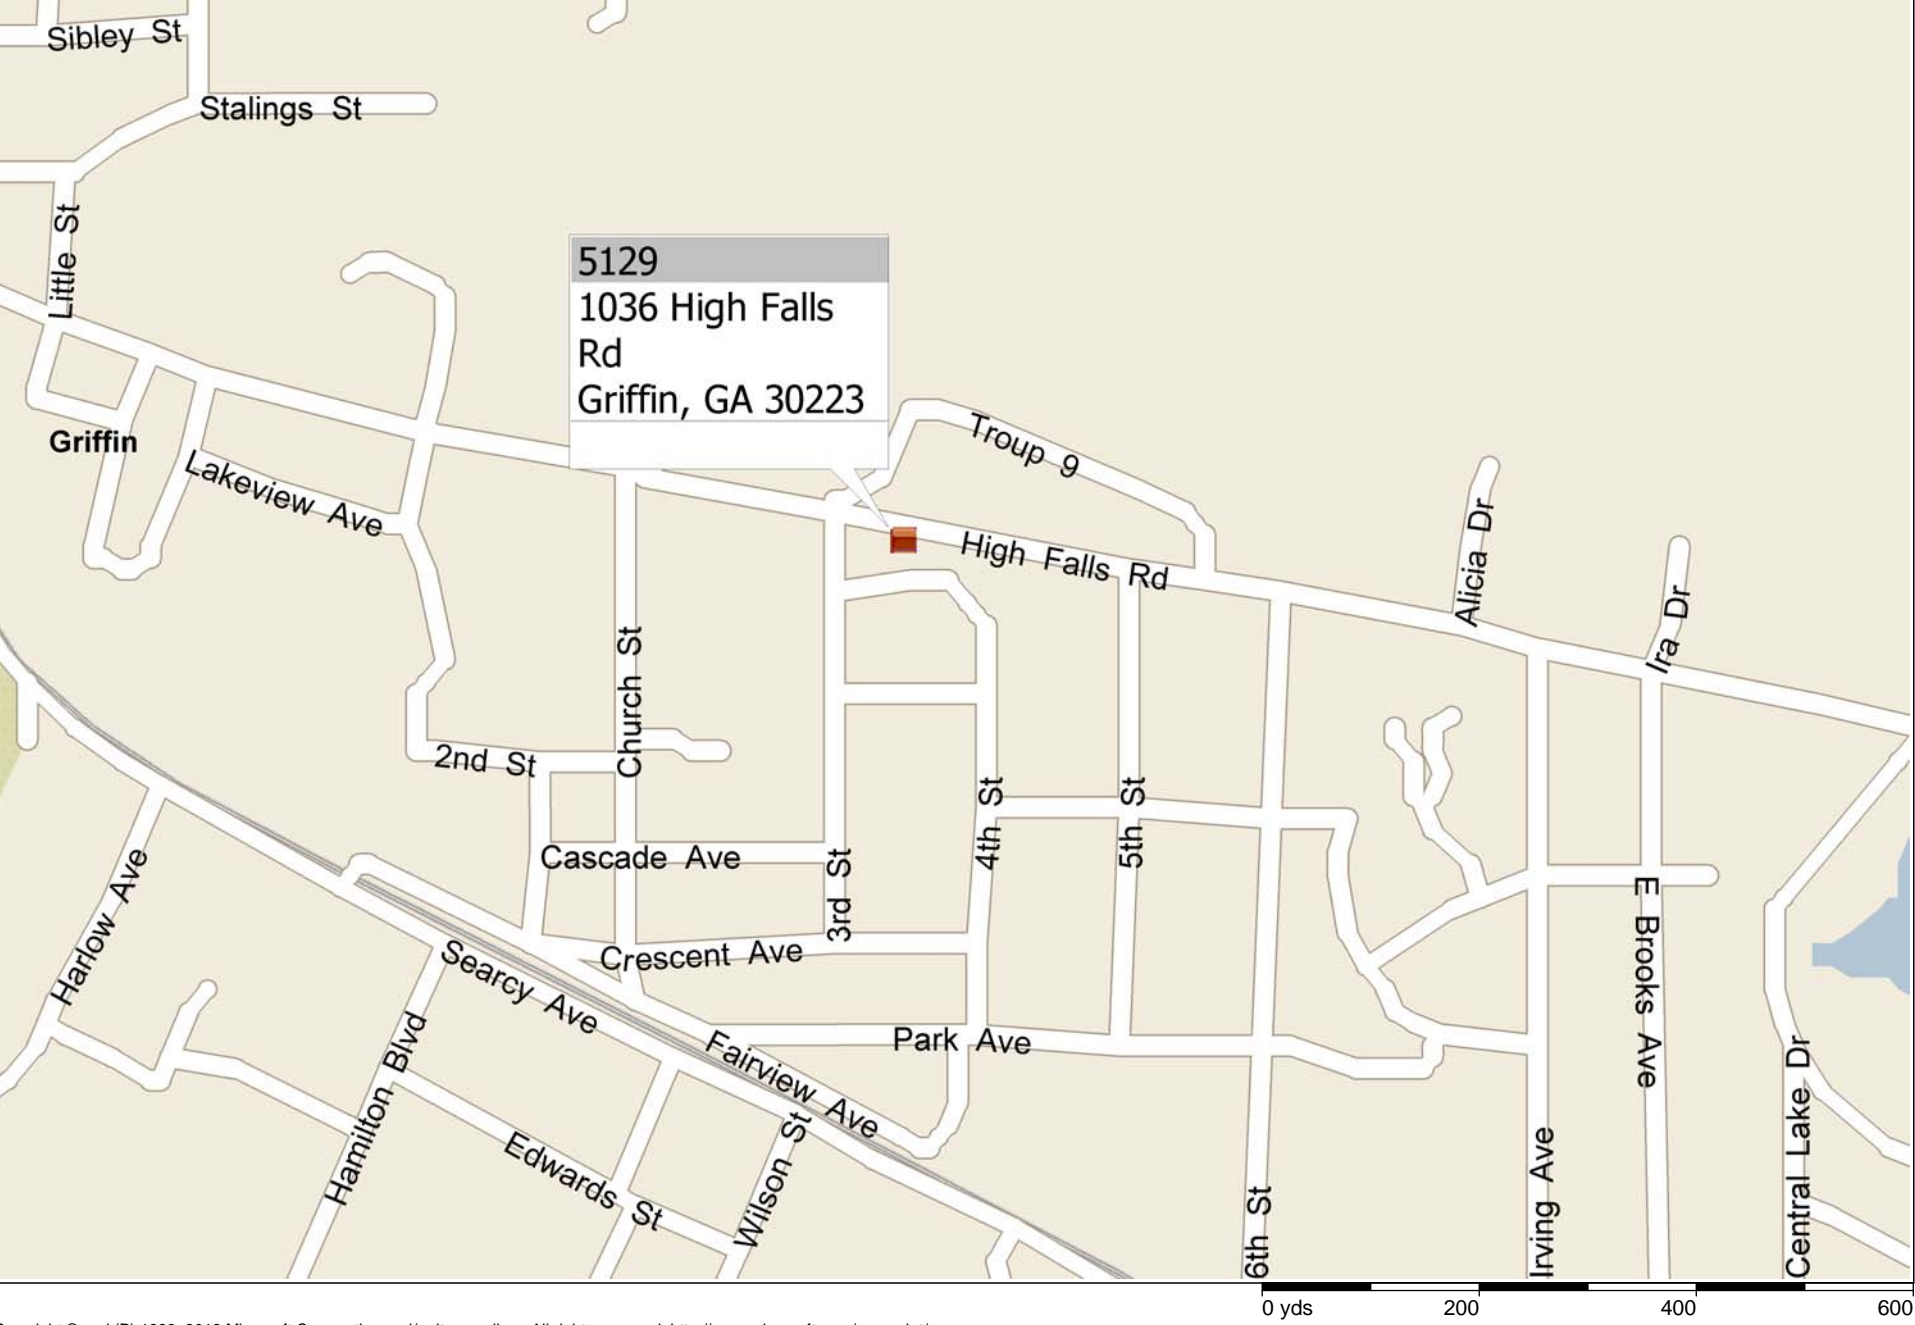 Sibley St
Stalings St
Little St
5129
1036 High Falls
Rd
Griffin, GA 30223
Troup 9
Griffin
Lakeview Ave
High Falls Rd
Alicia Dr
Ira Dr
Church St
2nd St
4th St
5th St
Cascade Ave
3rd St
Harlow Ave
Crescent Ave
Searcy Ave
E Brooks Ave
Hamilton Blvd
Park Ave
Fairview Ave
Central Lake Dr
Edwards St
Wilson St
6th St
Irving Ave
0 yds 200 400 600